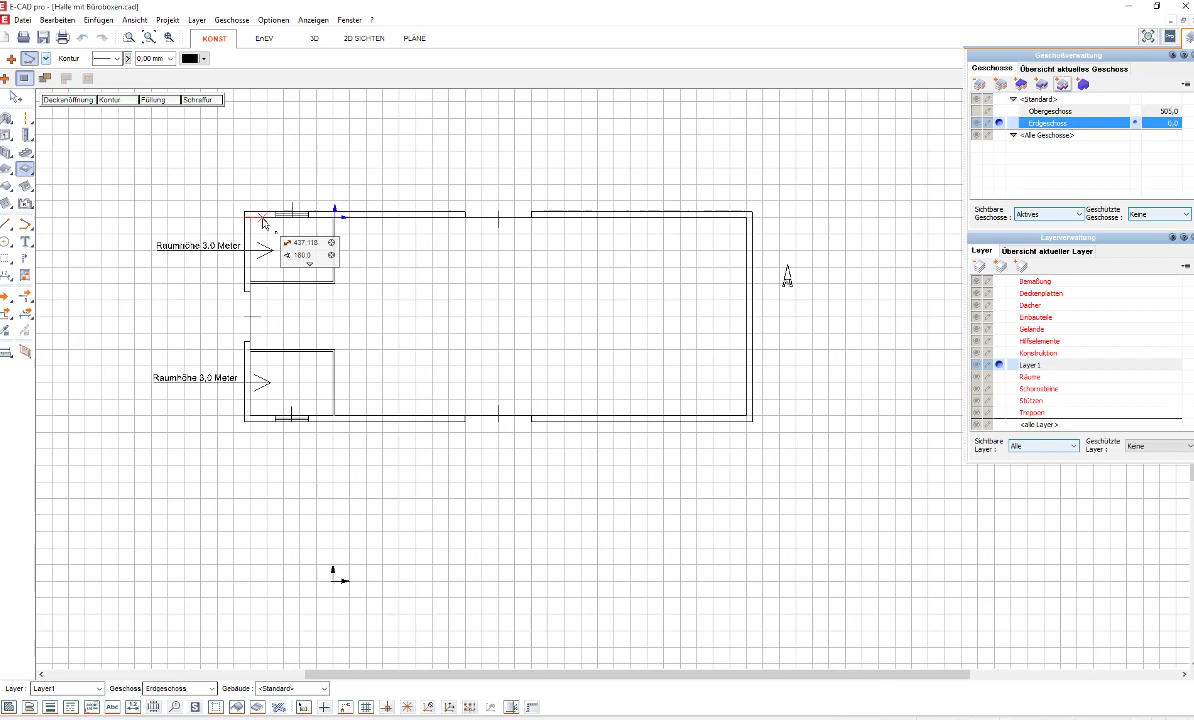 E-CAD pro - [Halle mit Büroboxen.cad]
Datei Bearbeiten Einfügen Ansicht Projekt Layer Geschosse Optionen Anzeigen Fenster ?
KONST EnEV 3D 2D SICHTEN PLÄNE
Kontur 0,00 mm
Deckenöffnung Kontur Füllung Schraffur
Raumhöhe 3.0 Meter
437,118
180,0
A
Raumhöhe 3,0 Meter
Geschoßverwaltung
Geschosse Übersicht aktuelles Geschoss
<Standard>
Obergeschoss 505,0
Erdgeschoss 0,0
<Alle Geschosse>
Sichtbare Geschosse : Aktives Geschützte Geschosse : Keine
Layerverwaltung
Layer Übersicht aktueller Layer
Bemaßung
Deckenplatten
Dächer
Einbauteile
Gelände
Hilfselemente
Konstruktion
Layer1
Räume
Schornsteine
Stützen
Treppen
<alle Layer>
Sichtbare Layer : Alle Geschützte Layer : Keine
Layer : Layer1 Geschoss Erdgeschoss Gebäude: <Standard>
Abc